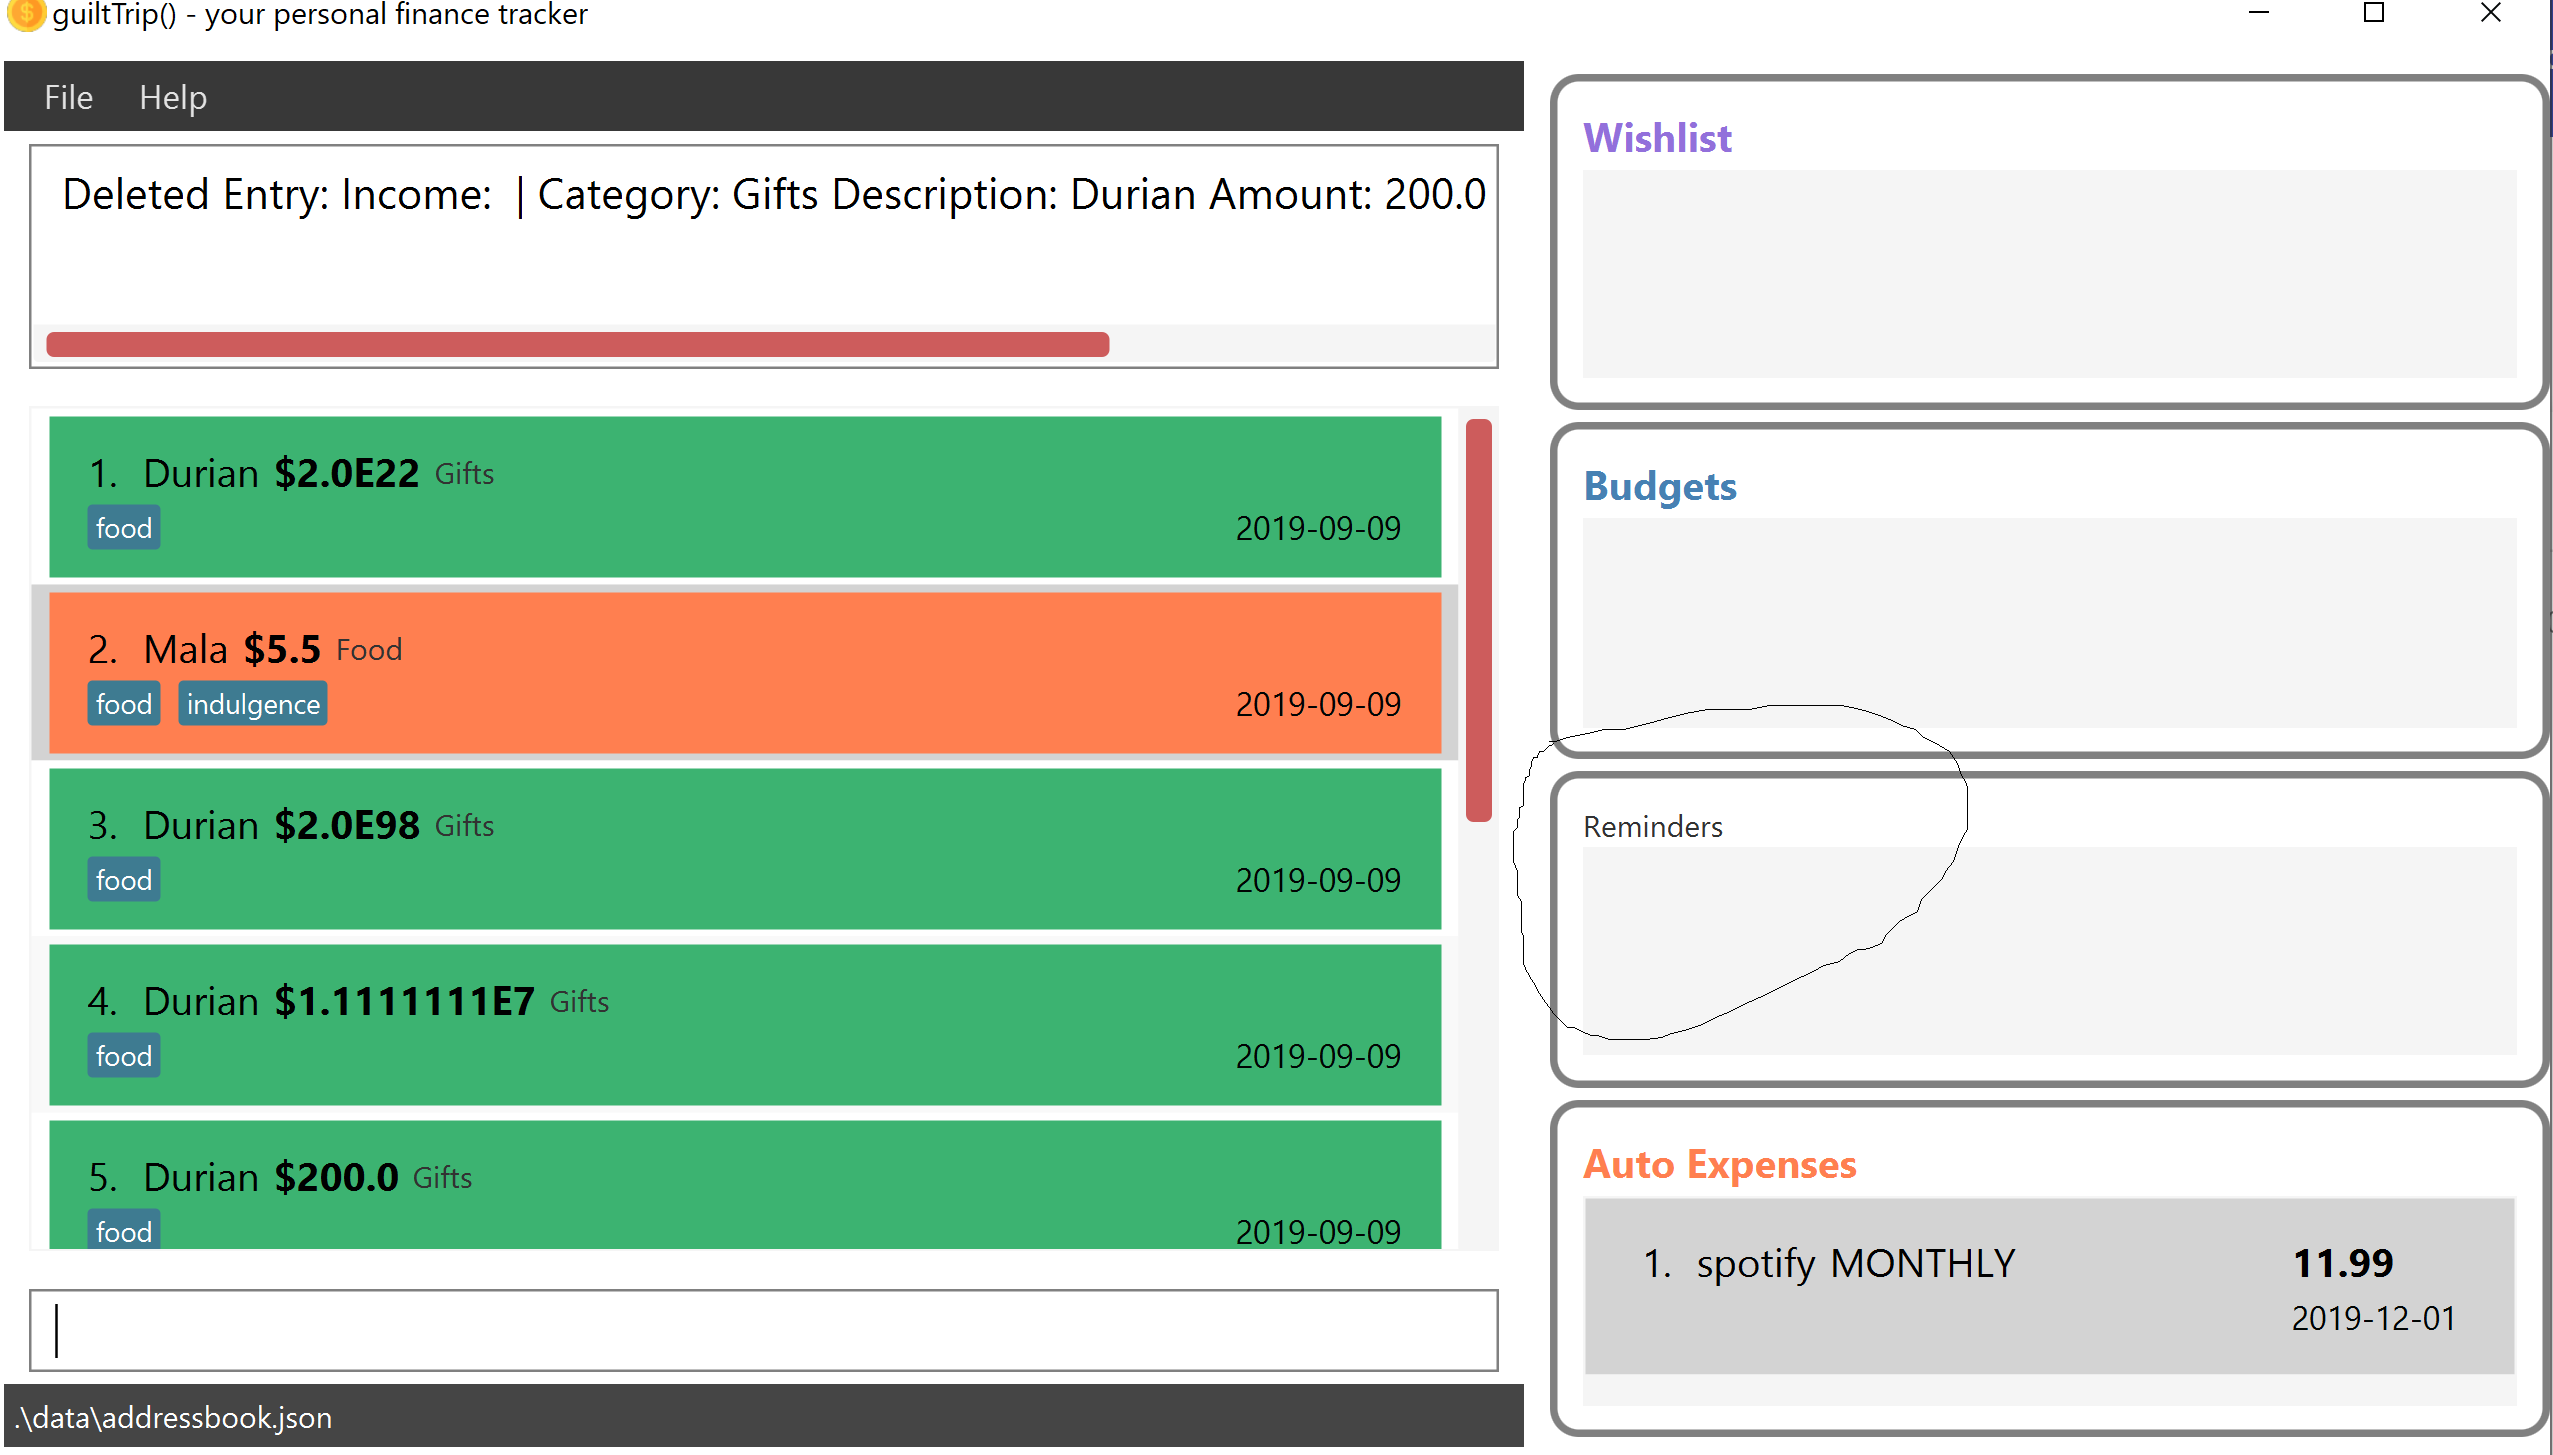 guiltTrip() - your personal finance tracker
File Help
Deleted Entry: Income:  | Category: Gifts Description: Durian Amount: 200.0
1. Durian $2.0E22 Gifts
food
2019-09-09
2. Mala $5.5 Food
food indulgence
2019-09-09
3. Durian $2.0E98 Gifts
food
2019-09-09
4. Durian $1.1111111E7 Gifts
food
2019-09-09
5. Durian $200.0 Gifts
food
2019-09-09
.\data\addressbook.json
Wishlist
Budgets
Reminders
Auto Expenses
1. spotify MONTHLY 11.99
2019-12-01